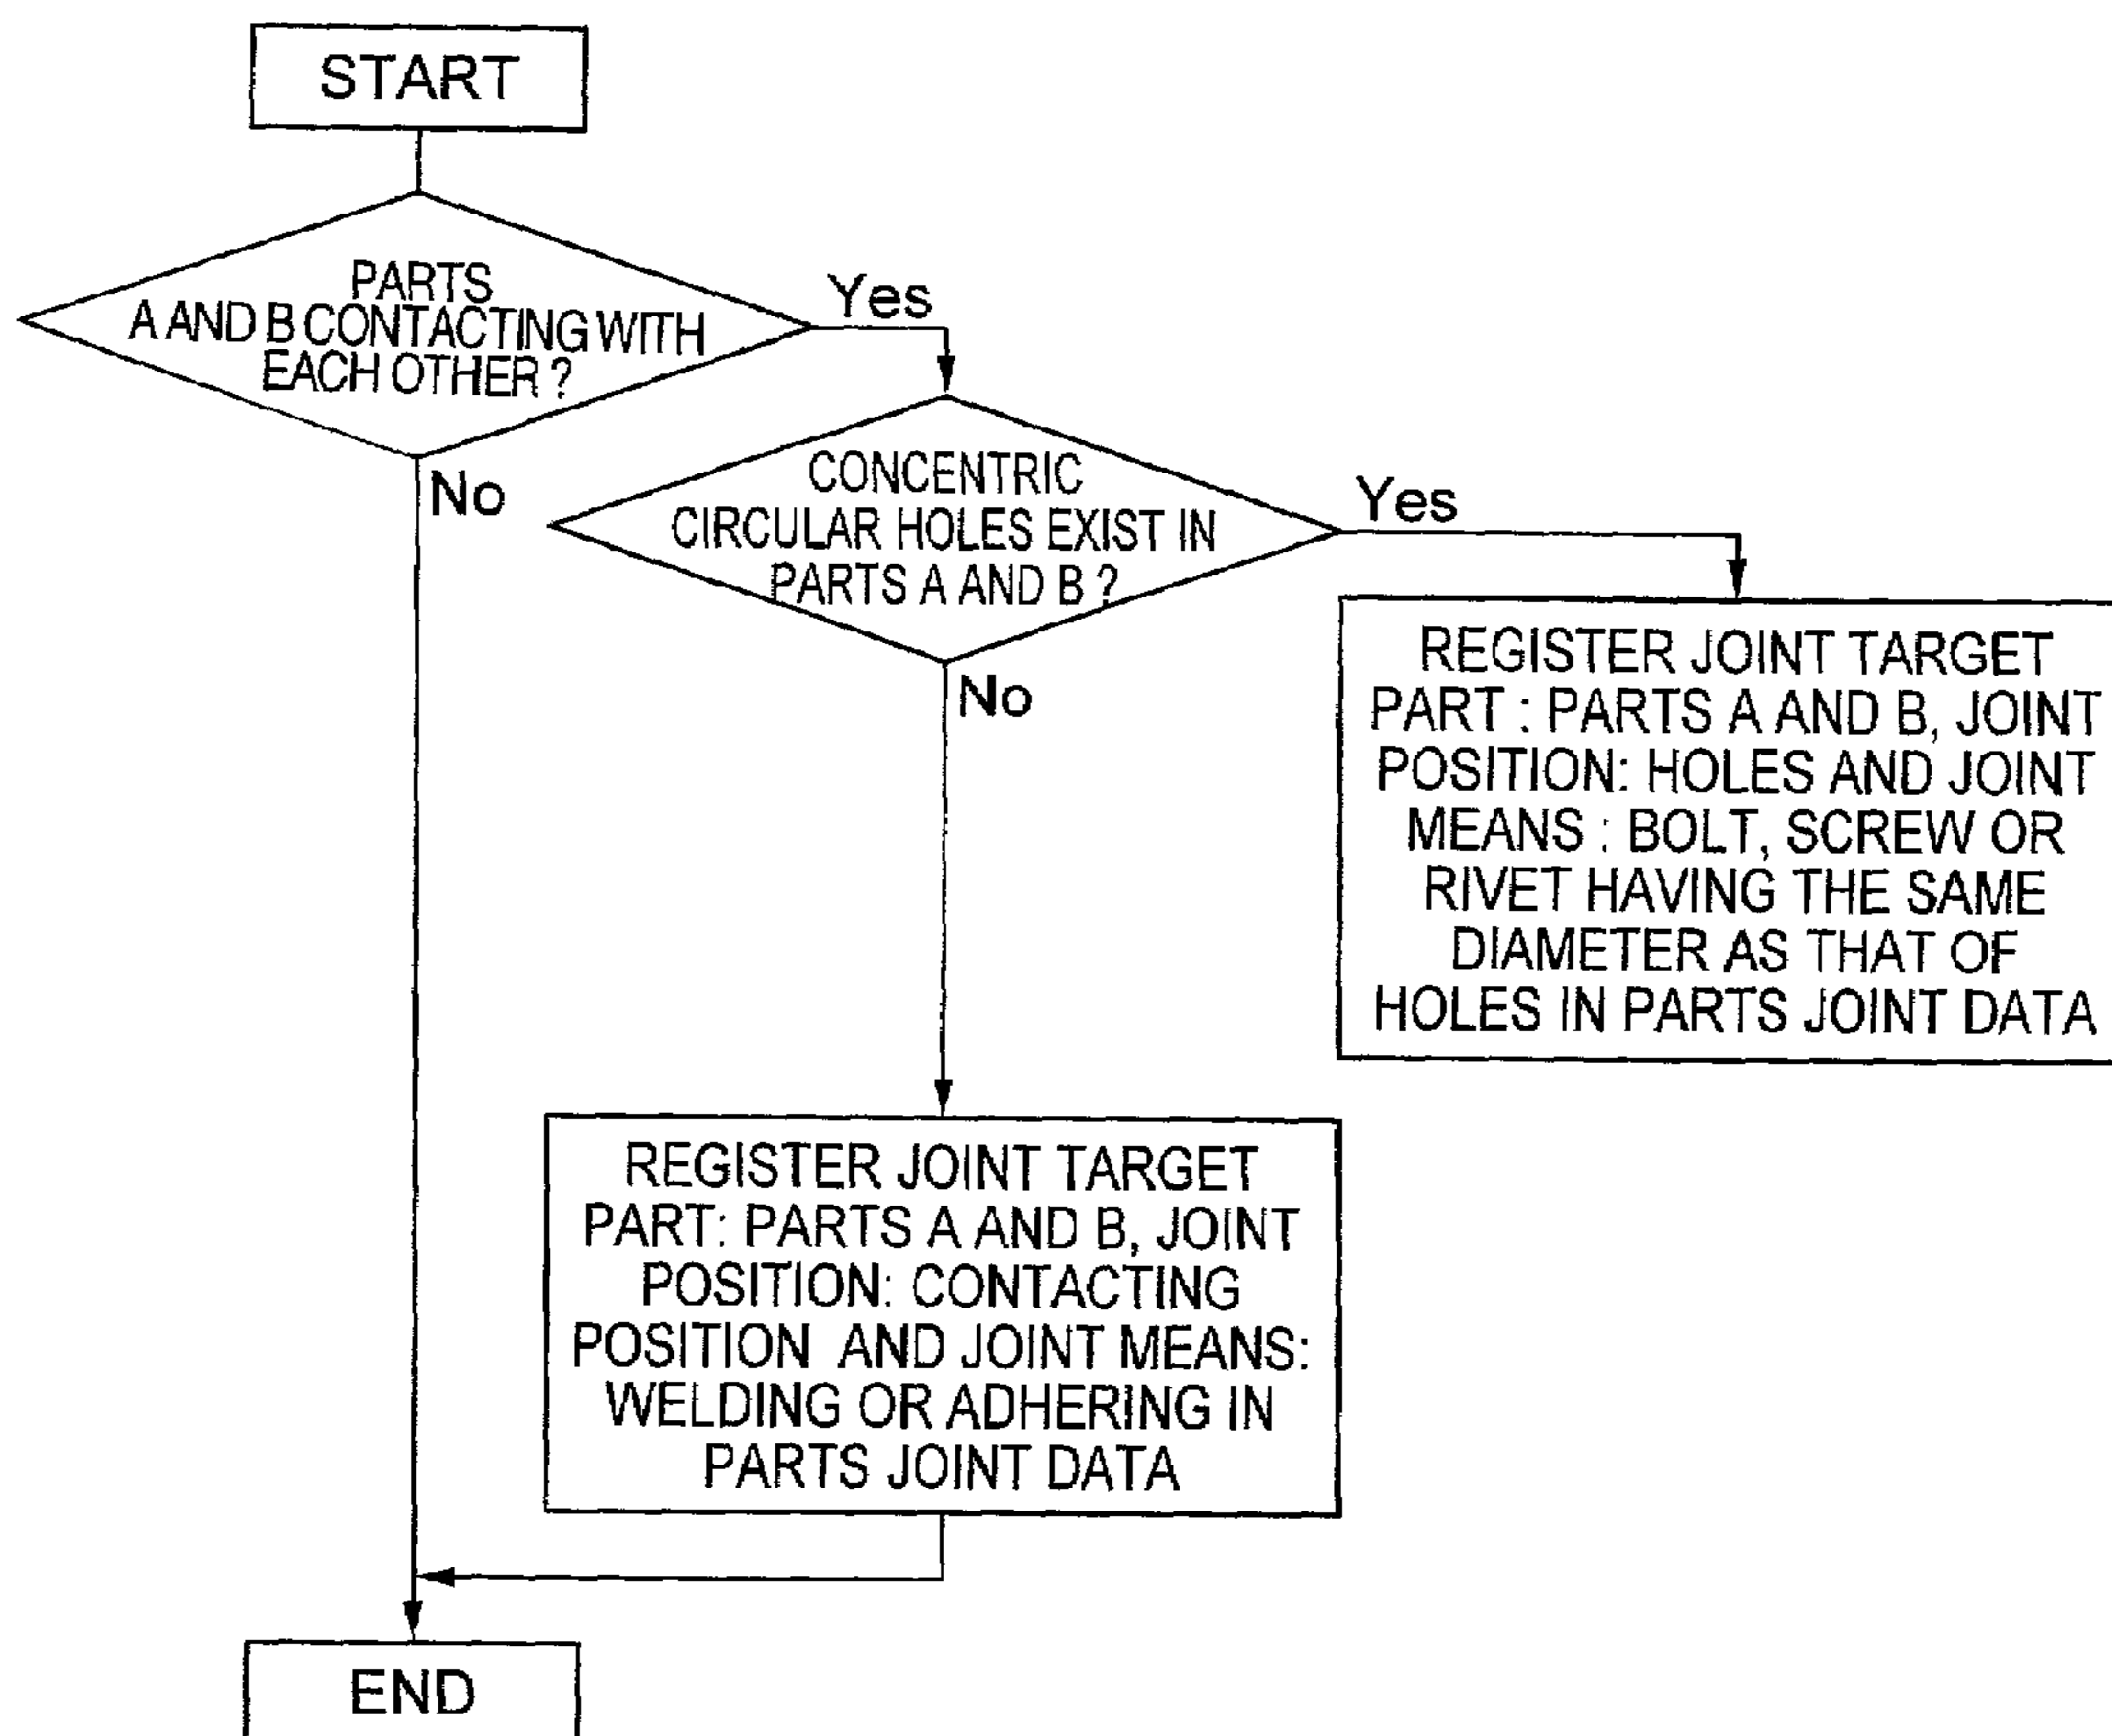 START
PARTS
A AND B CONTACTING WITH
EACH OTHER ?
Yes
No
CONCENTRIC
CIRCULAR HOLES EXIST IN
PARTS A AND B ?
Yes
No
REGISTER JOINT TARGET
PART : PARTS A AND B, JOINT
POSITION: HOLES AND JOINT
MEANS : BOLT, SCREW OR
RIVET HAVING THE SAME
DIAMETER AS THAT OF
HOLES IN PARTS JOINT DATA
REGISTER JOINT TARGET
PART: PARTS A AND B, JOINT
POSITION: CONTACTING
POSITION AND JOINT MEANS:
WELDING OR ADHERING IN
PARTS JOINT DATA
END